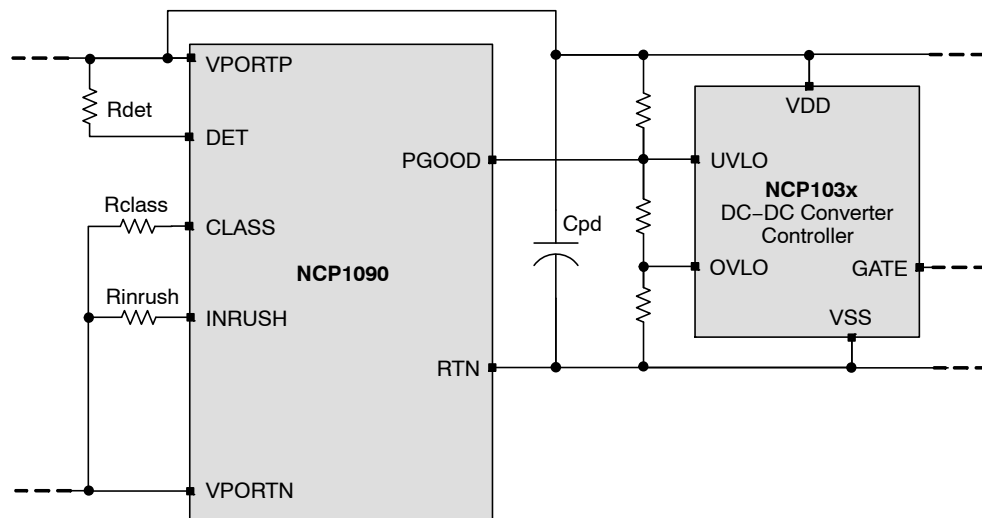 VPORTP
Rdet
DET
Rclass
CLASS
Rinrush
INRUSH
VPORTN
NCP1090
PGOOD
RTN
Cpd
VDD
UVLO
NCP103x
DC−DC Converter
Controller
OVLO
GATE
VSS